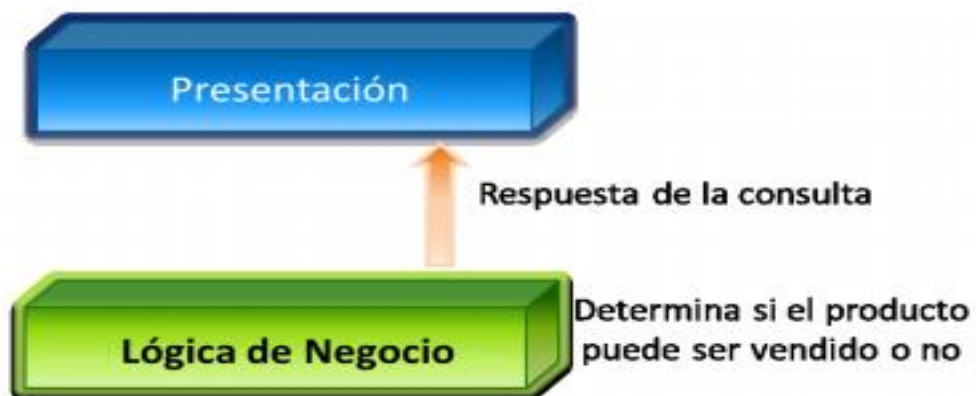 Presentación
Respuesta de la consulta
Lógica de Negocio
Determina si el producto
puede ser vendido o no